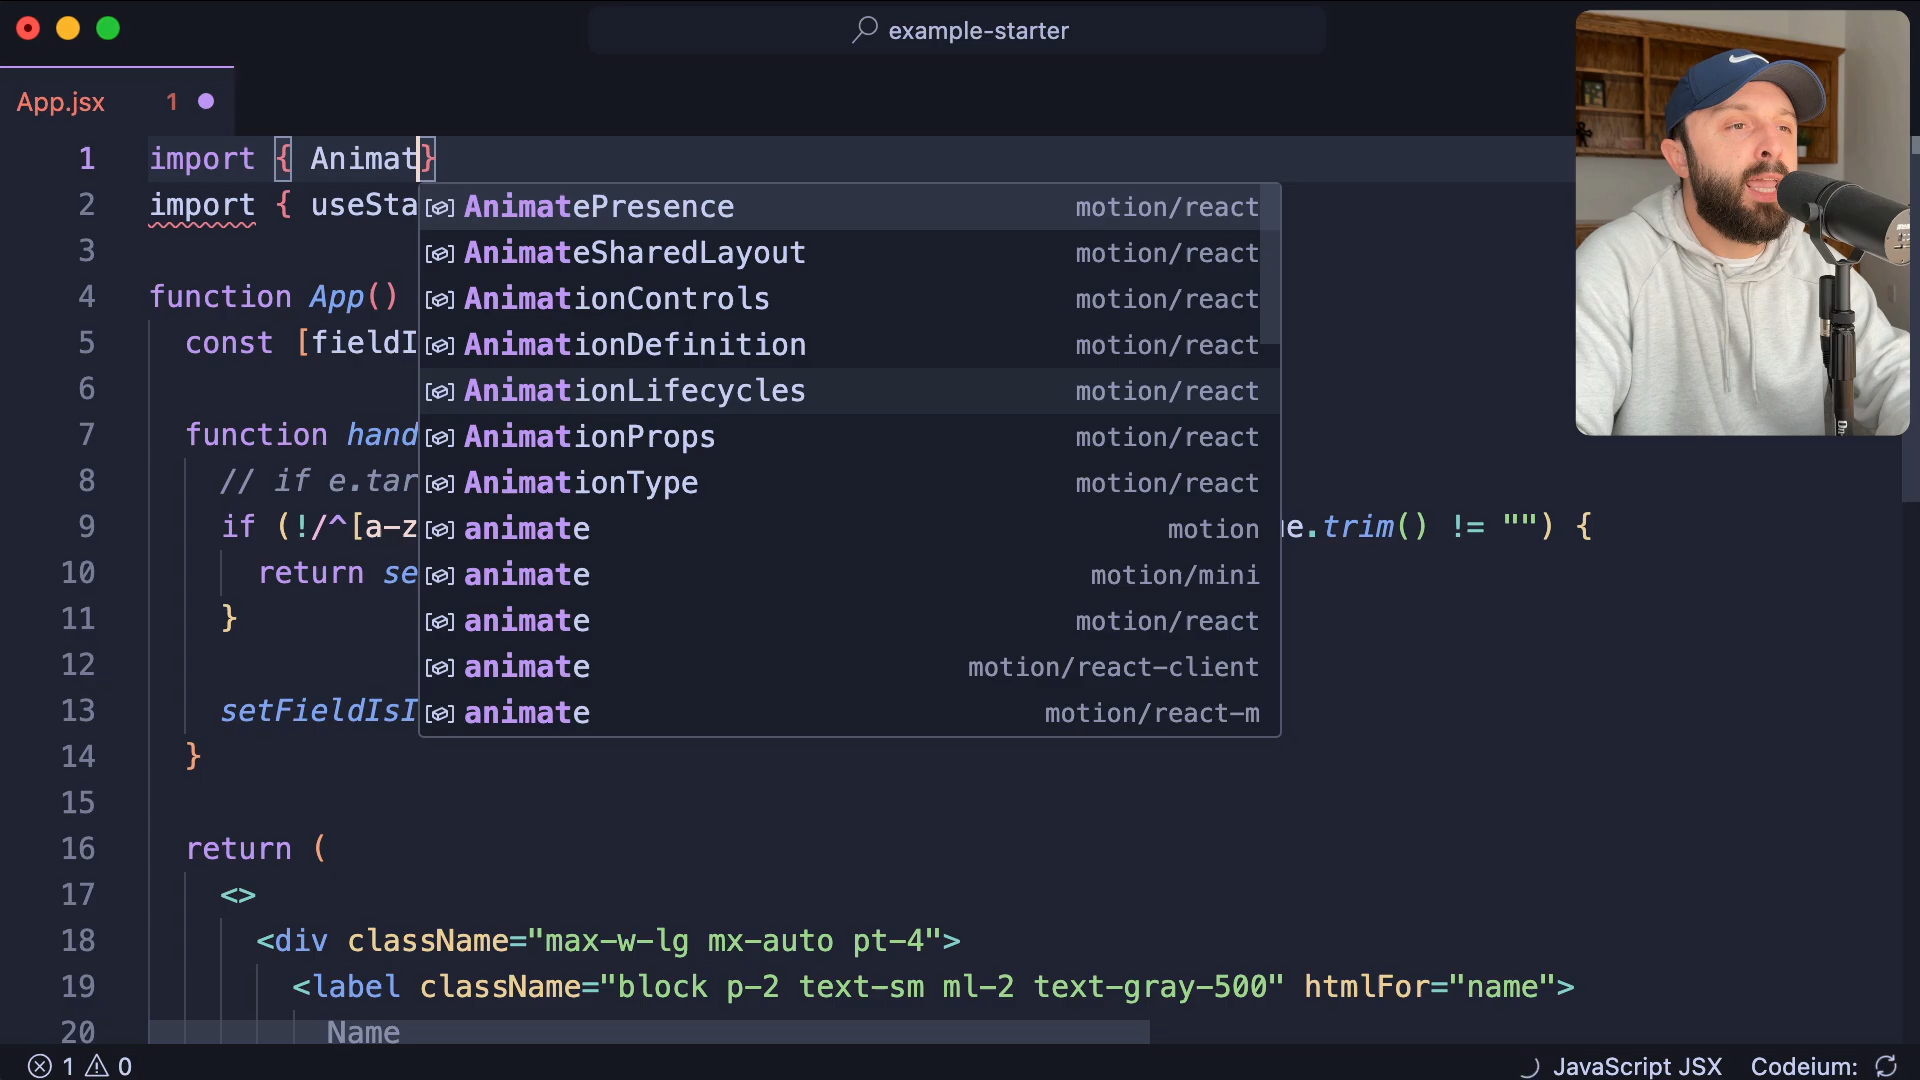 example-starter
App.jsx 1
1 import { Animat}
AnimatePresence motion/react
2 import { useSta
AnimateSharedLayout motion/react
3
AnimationControls motion/react
4 function App()
AnimationDefinition motion/react
5 const [fieldI
AnimationLifecycles motion/react
6
AnimationProps motion/react
7 function hand
AnimationType motion/react
8 // if e.tar
animate motion
9 if (!/^[a-z e.trim() != "") {
animate motion/mini
10 return se
animate motion/react
11 }
animate motion/react-client
12
animate motion/react-m
13 setFieldIsI
14 }
15
16 return (
17 <>
18 <div className="max-w-lg mx-auto pt-4">
19 <label className="block p-2 text-sm ml-2 text-gray-500" htmlFor="name">
20 Name
1 0 JavaScript JSX Codeium: